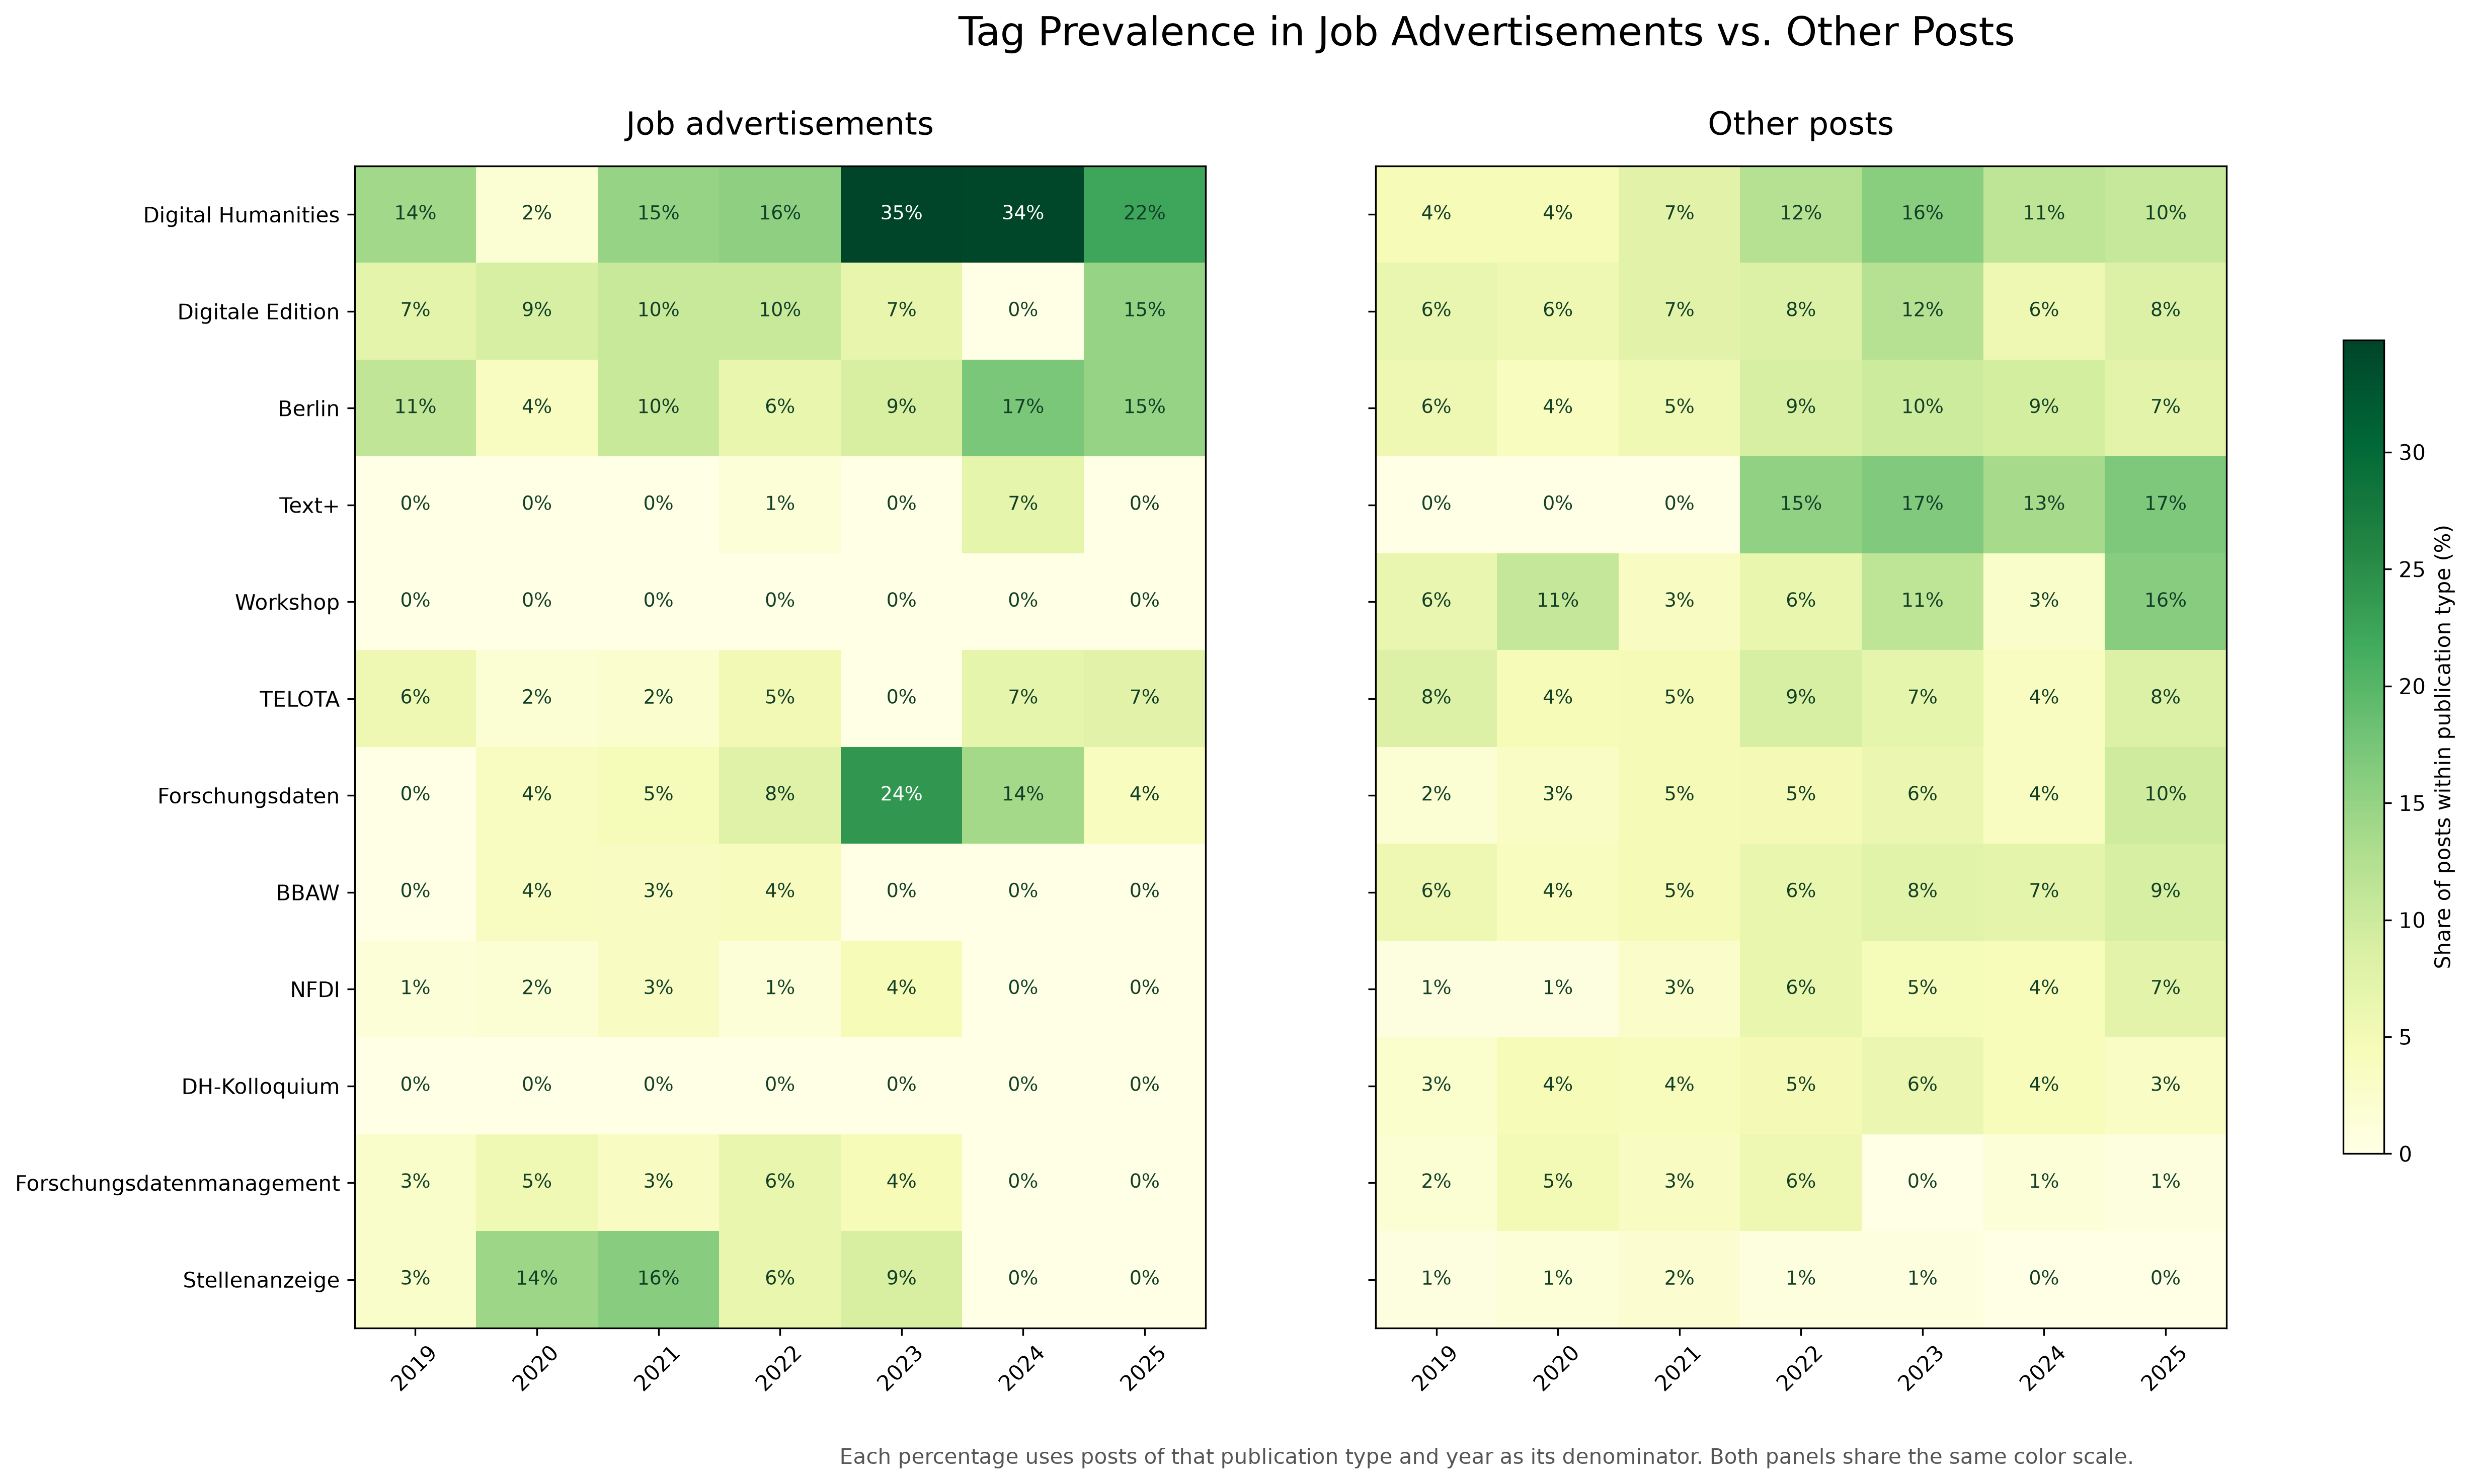 Tag Prevalence in Job Advertisements vs. Other Posts
Job advertisements
Other posts
Digital Humanities 14% 2% 15% 16% 35% 34% 22% 4% 4% 7% 12% 16% 11% 10%
Digitale Edition 7% 9% 10% 10% 7% 0% 15% 6% 6% 7% 8% 12% 6% 8%
Berlin 11% 4% 10% 6% 9% 17% 15% 6% 4% 5% 9% 10% 9% 7%
Text+ 0% 0% 0% 1% 0% 7% 0% 0% 0% 0% 15% 17% 13% 17%
Workshop 0% 0% 0% 0% 0% 0% 0% 6% 11% 3% 6% 11% 3% 16%
TELOTA 6% 2% 2% 5% 0% 7% 7% 8% 4% 5% 9% 7% 4% 8%
Forschungsdaten 0% 4% 5% 8% 24% 14% 4% 2% 3% 5% 5% 6% 4% 10%
BBAW 0% 4% 3% 4% 0% 0% 0% 6% 4% 5% 6% 8% 7% 9%
NFDI 1% 2% 3% 1% 4% 0% 0% 1% 1% 3% 6% 5% 4% 7%
DH-Kolloquium 0% 0% 0% 0% 0% 0% 0% 3% 4% 4% 5% 6% 4% 3%
Forschungsdatenmanagement 3% 5% 3% 6% 4% 0% 0% 2% 5% 3% 6% 0% 1% 1%
Stellenanzeige 3% 14% 16% 6% 9% 0% 0% 1% 1% 2% 1% 1% 0% 0%
2019 2020 2021 2022 2023 2024 2025 2019 2020 2021 2022 2023 2024 2025
30
25
20
15
10
5
0
Share of posts within publication type (%)
Each percentage uses posts of that publication type and year as its denominator. Both panels share the same color scale.